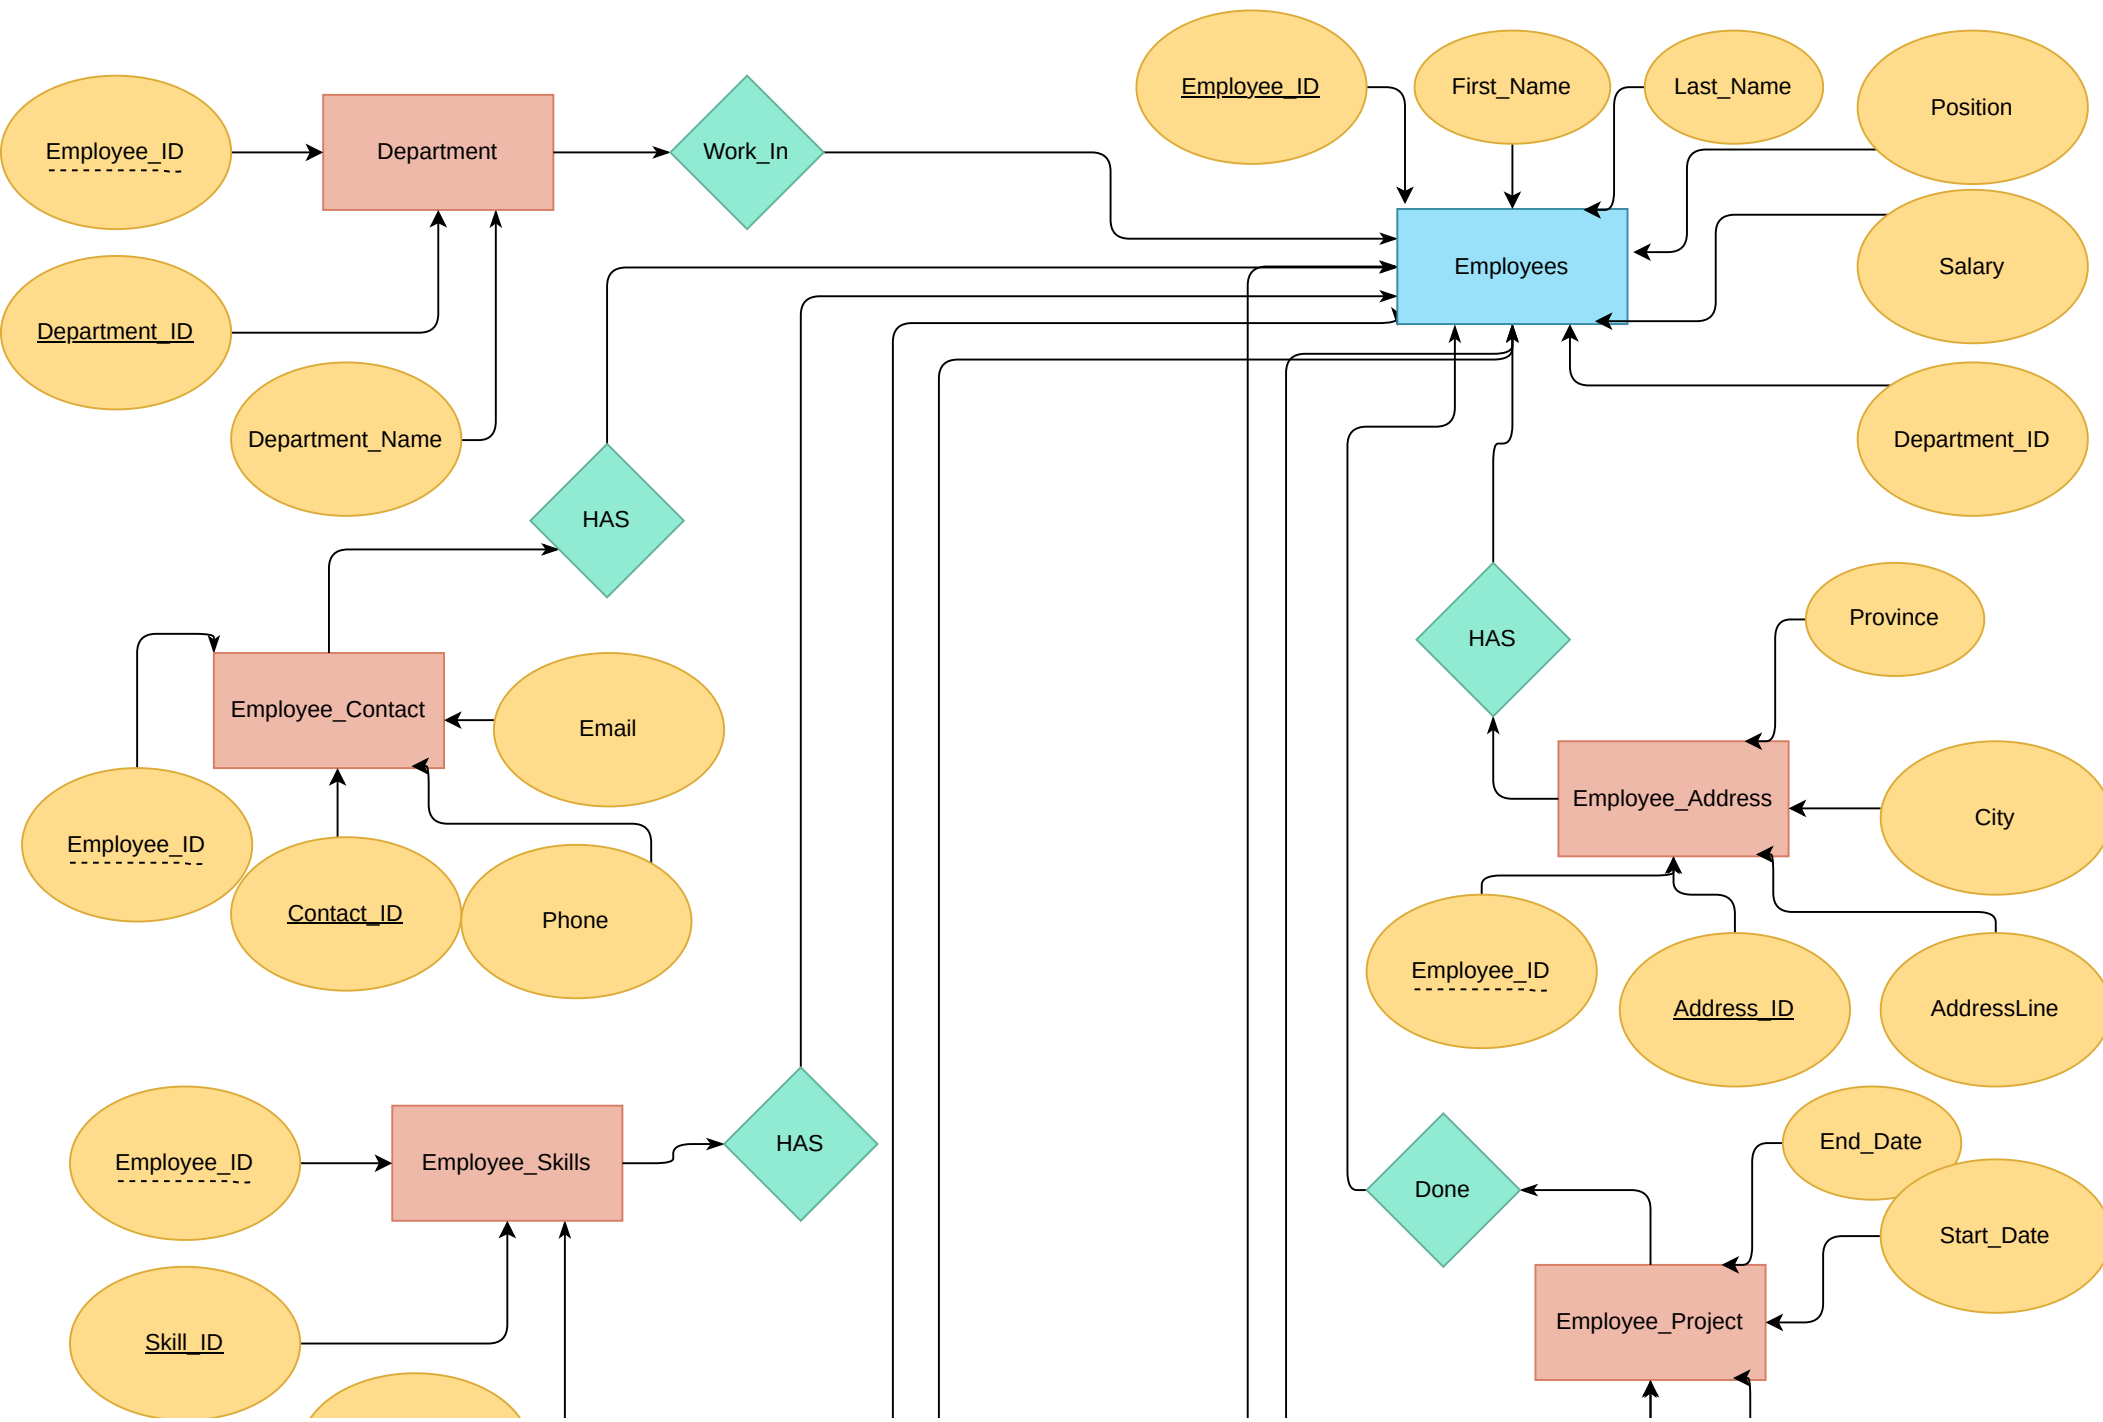 Employee_ID
First_Name
Last_Name
Position
Employee_ID
Department
Work_In
Employees
Salary
Department_ID
Department_Name
Department_ID
HAS
HAS
Province
Employee_Contact
Email
Employee_Address
City
Employee_ID
Contact_ID
Phone
Employee_ID
Address_ID
AddressLine
Employee_ID
Employee_Skills
HAS
End_Date
Done
Start_Date
Skill_ID
Employee_Project